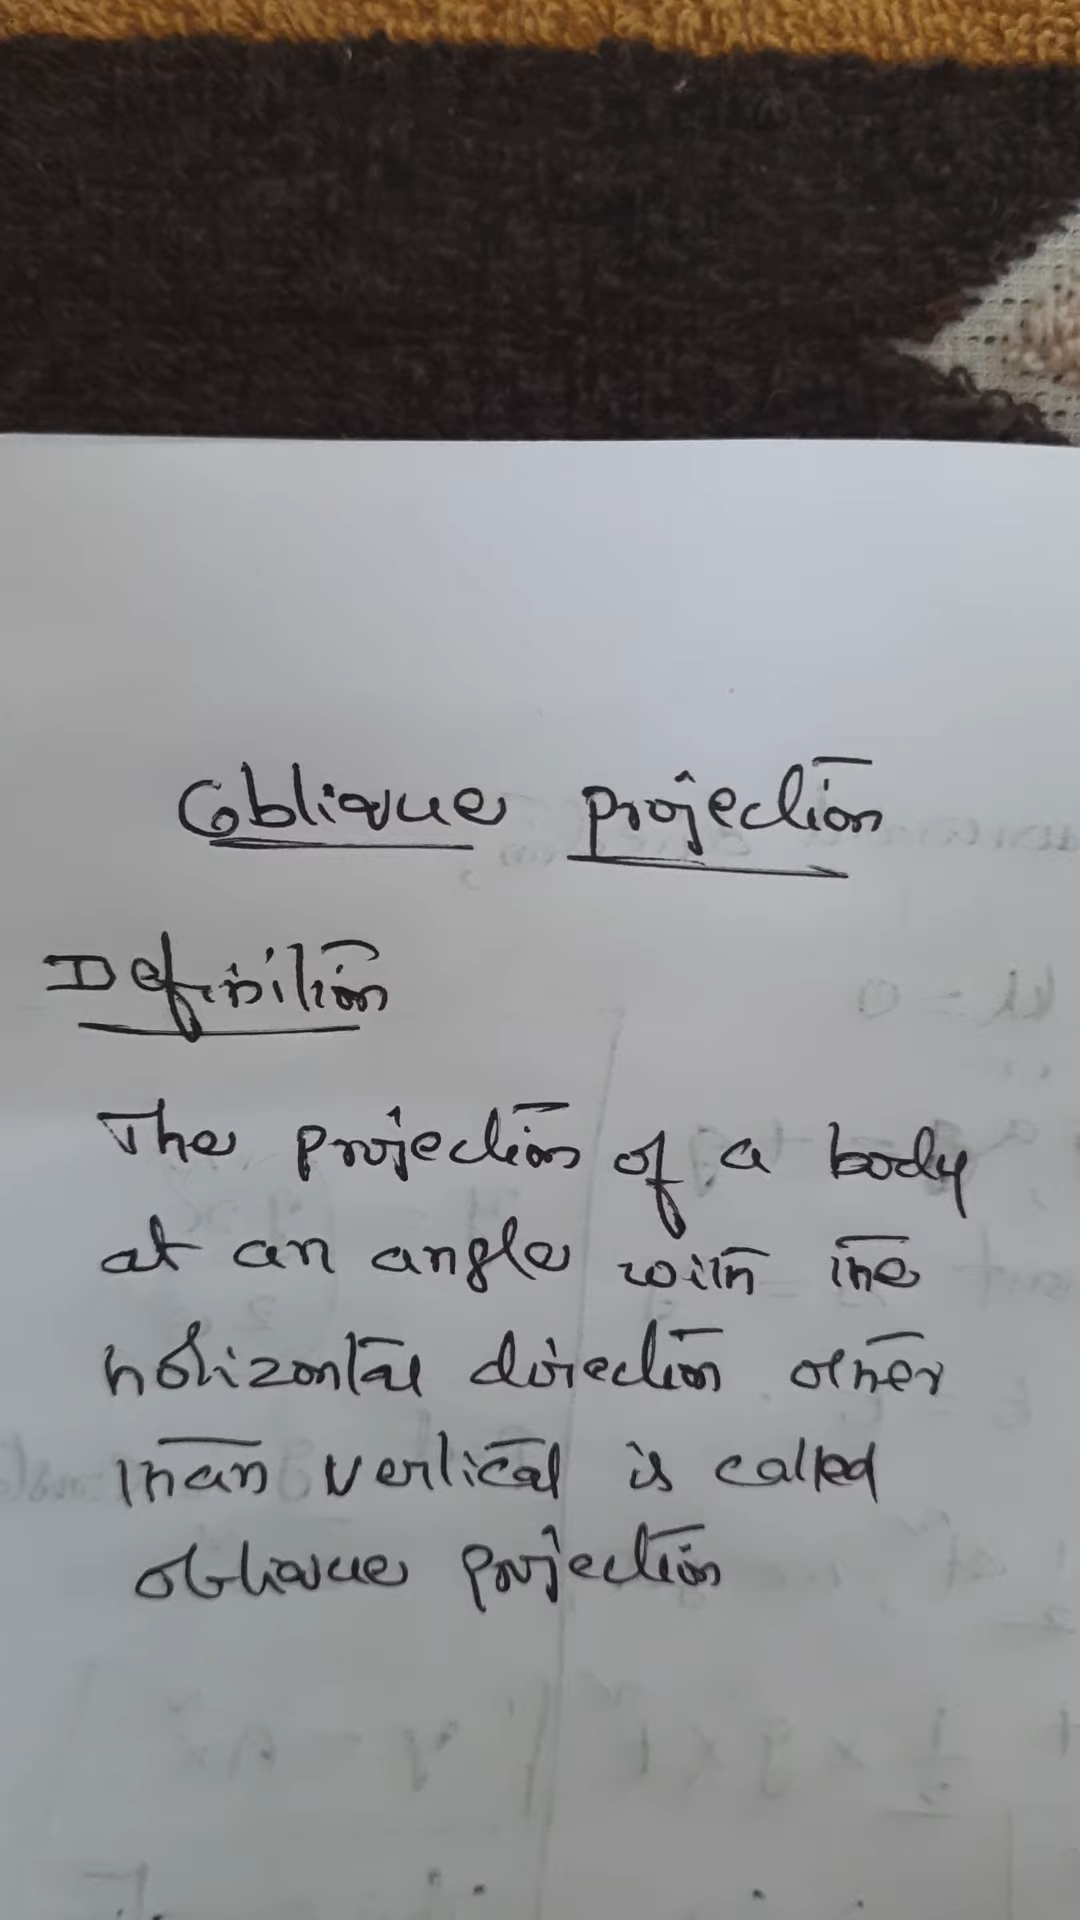 Oblique projection
Definition
The projection of a body
at an angle with the
horizontal direction other
than vertical is called
oblique projection